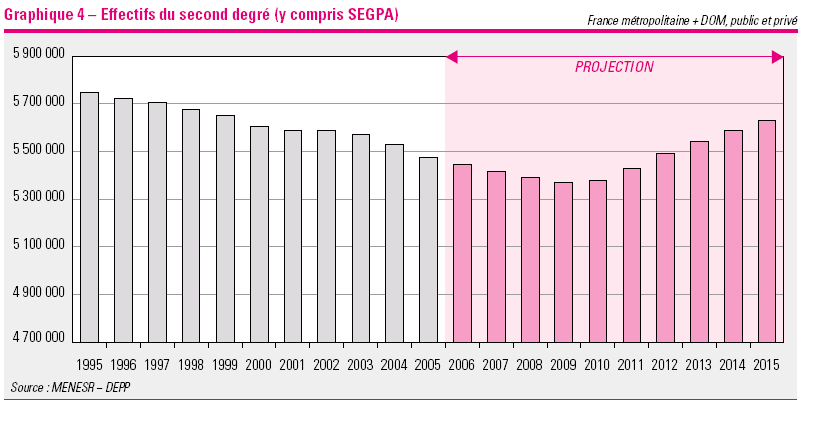 Graphique 4 – Effectifs du second degré (y compris SEGPA)
France métropolitaine + DOM, public et privé
5 900 000
PROJECTION
5 700 000
5 500 000
5 300 000
5 100 000
4 900 000
4 700 000
1995 1996 1997 1998 1999 2000 2001 2002 2003 2004 2005 2006 2007 2008 2009 2010 2011 2012 2013 2014 2015
Source : MENESR – DEPP